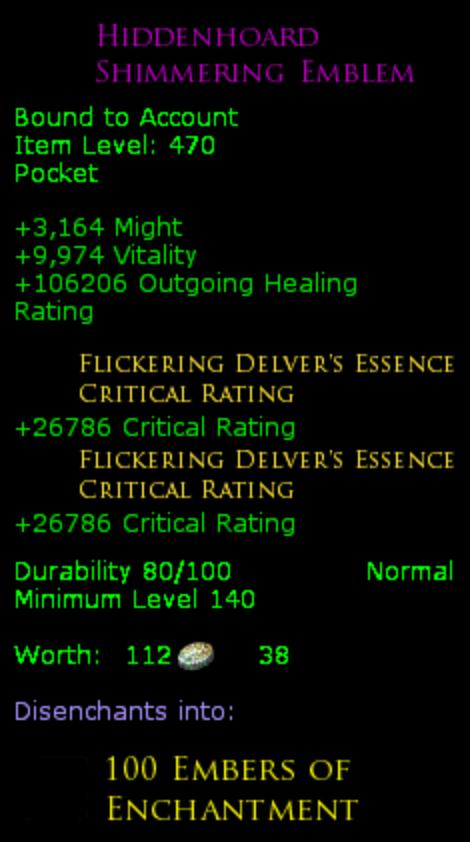 Hiddenhoard
Shimmering Emblem
Bound to Account
Item Level: 470
Pocket
+3,164 Might
+9,974 Vitality
+106206 Outgoing Healing
Rating
Flickering Delver's Essence
Critical Rating
+26786 Critical Rating
Flickering Delver's Essence
Critical Rating
+26786 Critical Rating
Durability 80/100 Normal
Minimum Level 140
Worth: 112 38
Disenchants into:
100 Embers of
Enchantment